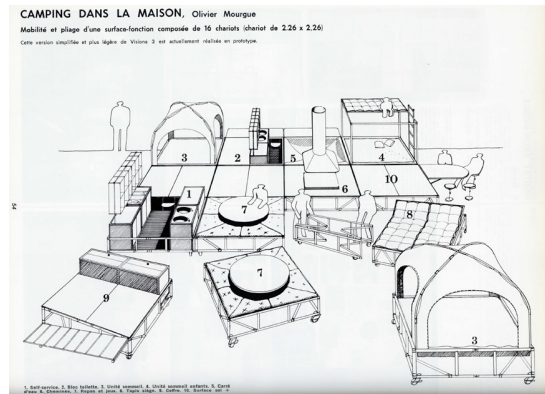 CAMPING DANS LA MAISON, Olivier Mourgue
Mobilité et pliage d'une surface-fonction composée de 16 chariots (chariot de 2.26 x 2.26)
Cette version simplifiée et plus légère de Visiona 3 est actuellement réalisée en prototype.
3
2
5
4
1
6
10
7
8
54
7
9
3
1. Self-service. 2. Bloc toilette. 3. Unité sommeil. 4. Unité sommeil enfants. 5. Carré
d'eau 6. Cheminée. 7. Repas et jeux. 8. Tapis siège. 9. Coffre. 10. Surface sol